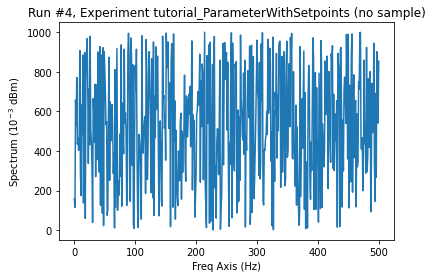 Run #4, Experiment tutorial_ParameterWithSetpoints (no sample)
1000
800
600
400
200
0
Spectrum (10⁻³ dBm)
0 100 200 300 400 500
Freq Axis (Hz)